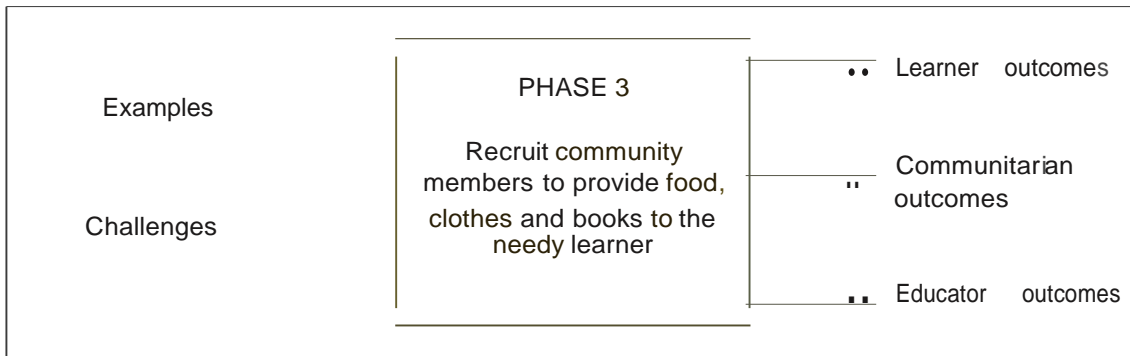 Examples
Challenges
PHASE 3
Recruit community
members to provide food,
clothes and books to the
needy learner
Learner outcomes
Communitarian
outcomes
Educator outcomes